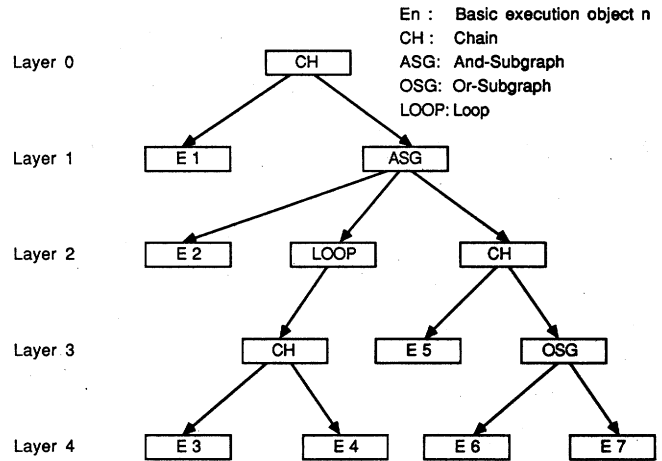 En : Basic execution object n
CH : Chain
ASG: And-Subgraph
OSG: Or-Subgraph
LOOP: Loop
Layer 0 CH
Layer 1 E 1 ASG
Layer 2 E 2 LOOP CH
Layer 3 CH E 5 OSG
Layer 4 E 3 E 4 E 6 E 7